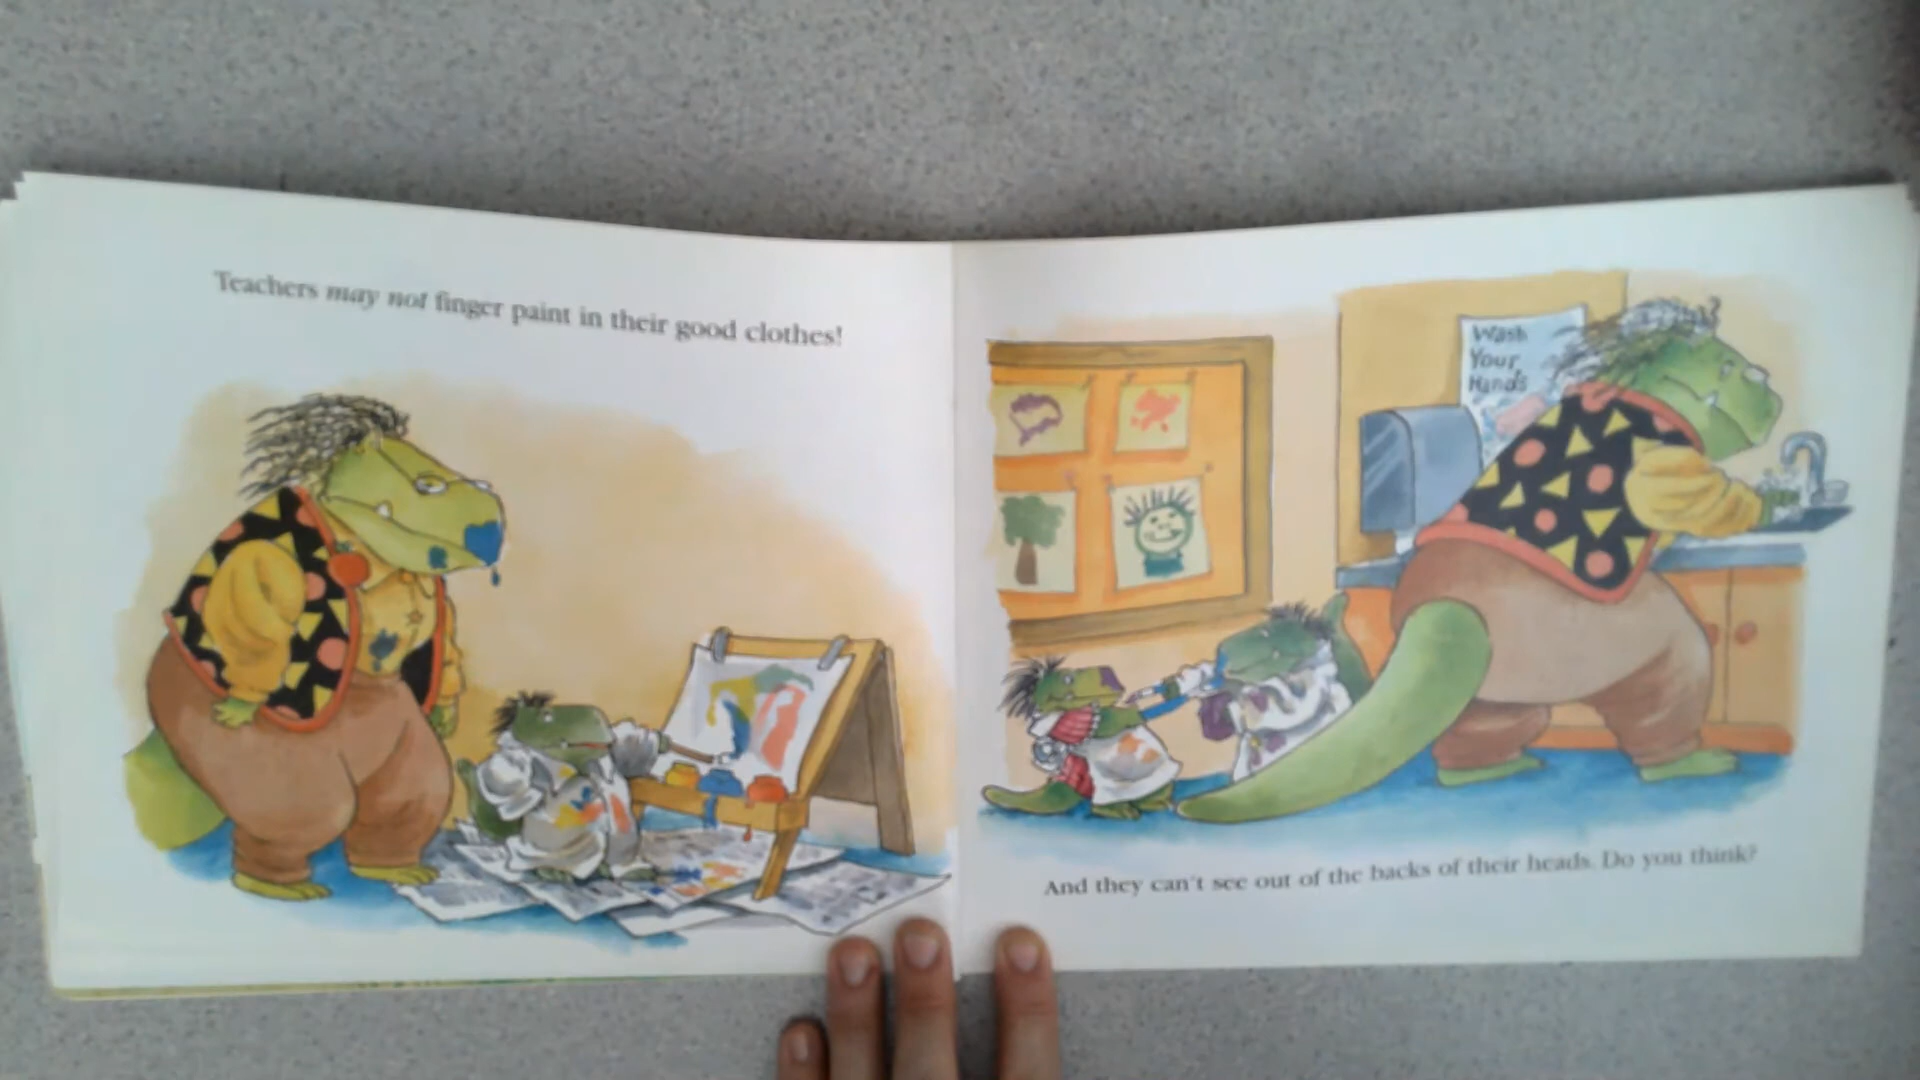 Teachers may not finger paint in their good clothes!
Wash
Your
Hands
And they can't see out of the backs of their heads. Do you think?